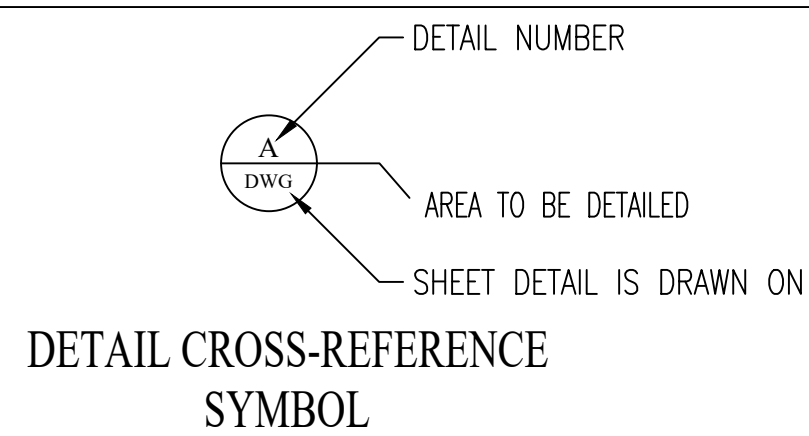 DETAIL NUMBER
A
DWG
AREA TO BE DETAILED
SHEET DETAIL IS DRAWN ON
DETAIL CROSS-REFERENCE
SYMBOL